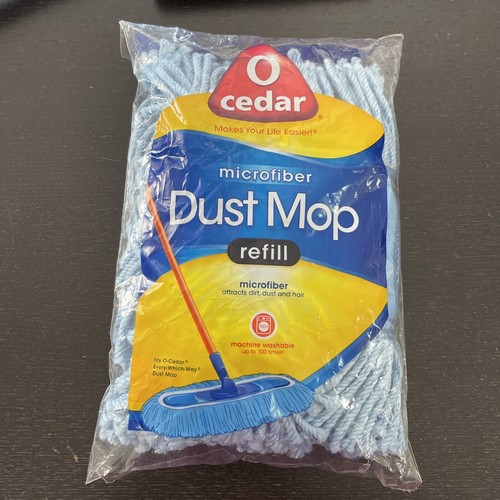 O
cedar®
Makes Your Life Easier!®
microfiber
Dust Mop
refill
microfiber
attracts dirt, dust and hair
100
machine washable
(up to 100 times)
Fits O-Cedar®
Every-Which-Way®
Dust Mop